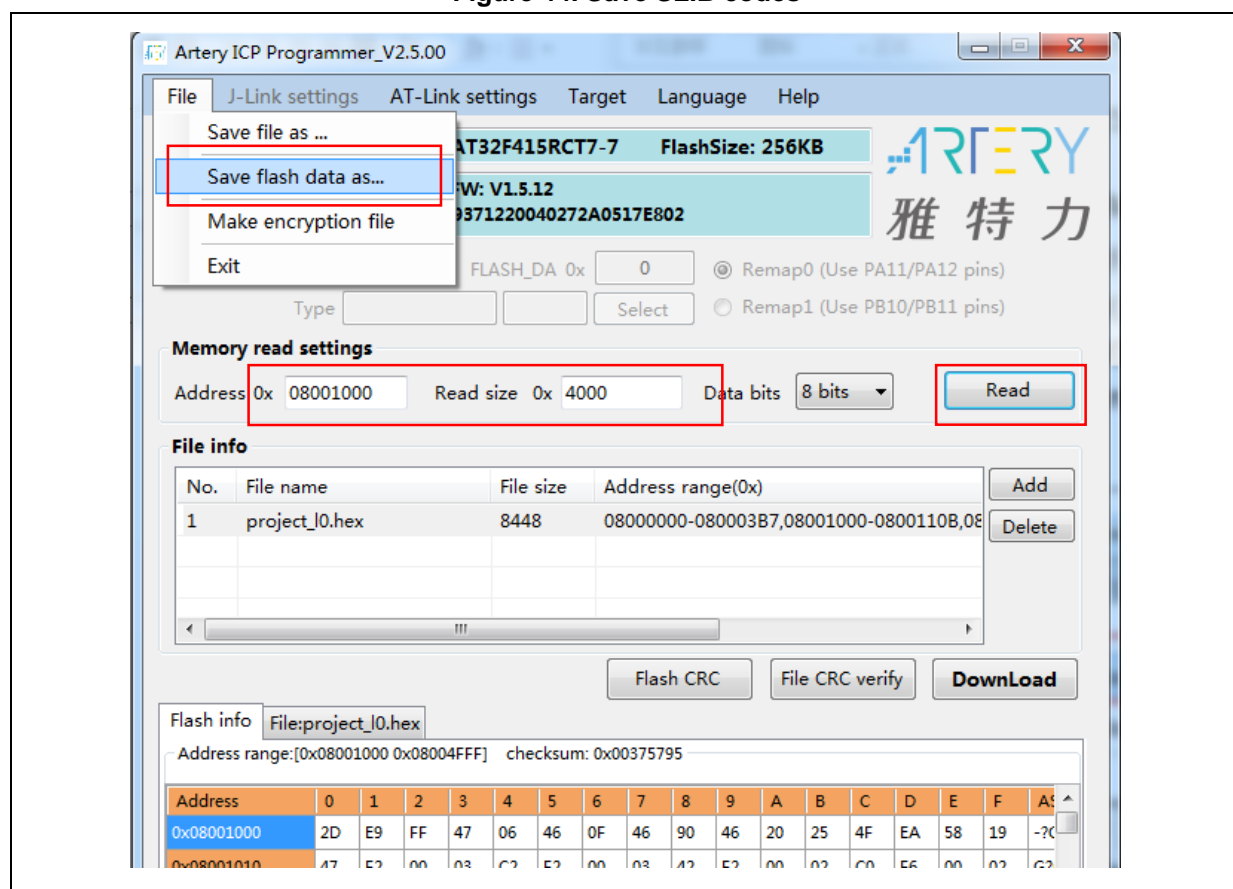 Artery ICP Programmer_V2.5.00
File J-Link settings AT-Link settings Target Language Help
Save file as ...
AT32F415RCT7-7 FlashSize: 256KB
ARTERY
Save flash data as...
FW: V1.5.12
9371220040272A0517E802
雅特力
Make encryption file
Exit
FLASH_DA 0x 0 Remap0 (Use PA11/PA12 pins)
Type Select Remap1 (Use PB10/PB11 pins)
Memory read settings
Address 0x 08001000 Read size 0x 4000 Data bits 8 bits Read
File info
No. File name File size Address range(0x) Add
1 project_l0.hex 8448 08000000-080003B7,08001000-0800110B,08 Delete
Flash CRC File CRC verify DownLoad
Flash info File:project_l0.hex
Address range:[0x08001000 0x08004FFF] checksum: 0x00375795
Address 0 1 2 3 4 5 6 7 8 9 A B C D E F
0x08001000 2D E9 FF 47 06 46 0F 46 90 46 20 25 4F EA 58 19